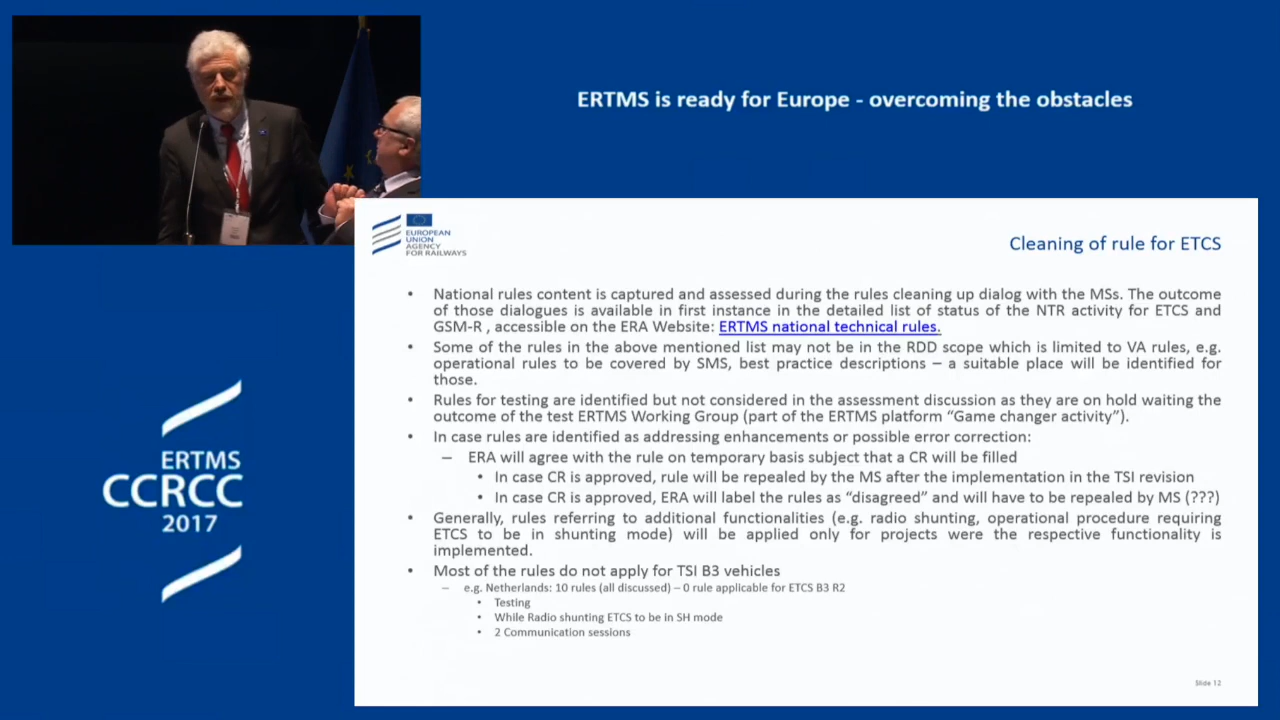 ERTMS is ready for Europe - overcoming the obstacles
EUROPEAN
UNION
AGENCY
FOR RAILWAYS
Cleaning of rule for ETCS
• National rules content is captured and assessed during the rules cleaning up dialog with the MSs. The outcome
of those dialogues is available in first instance in the detailed list of status of the NTR activity for ETCS and
GSM-R , accessible on the ERA Website: ERTMS national technical rules.
• Some of the rules in the above mentioned list may not be in the RDD scope which is limited to VA rules, e.g.
operational rules to be covered by SMS, best practice descriptions – a suitable place will be identified for
those.
• Rules for testing are identified but not considered in the assessment discussion as they are on hold waiting the
outcome of the test ERTMS Working Group (part of the ERTMS platform “Game changer activity”).
• In case rules are identified as addressing enhancements or possible error correction:
– ERA will agree with the rule on temporary basis subject that a CR will be filled
• In case CR is approved, rule will be repealed by the MS after the implementation in the TSI revision
• In case CR is approved, ERA will label the rules as “disagreed” and will have to be repealed by MS (???)
• Generally, rules referring to additional functionalities (e.g. radio shunting, operational procedure requiring
ETCS to be in shunting mode) will be applied only for projects were the respective functionality is
implemented.
• Most of the rules do not apply for TSI B3 vehicles
– e.g. Netherlands: 10 rules (all discussed) – 0 rule applicable for ETCS B3 R2
• Testing
• While Radio shunting ETCS to be in SH mode
• 2 Communication sessions
Slide 12
ERTMS
CCRCC
2017